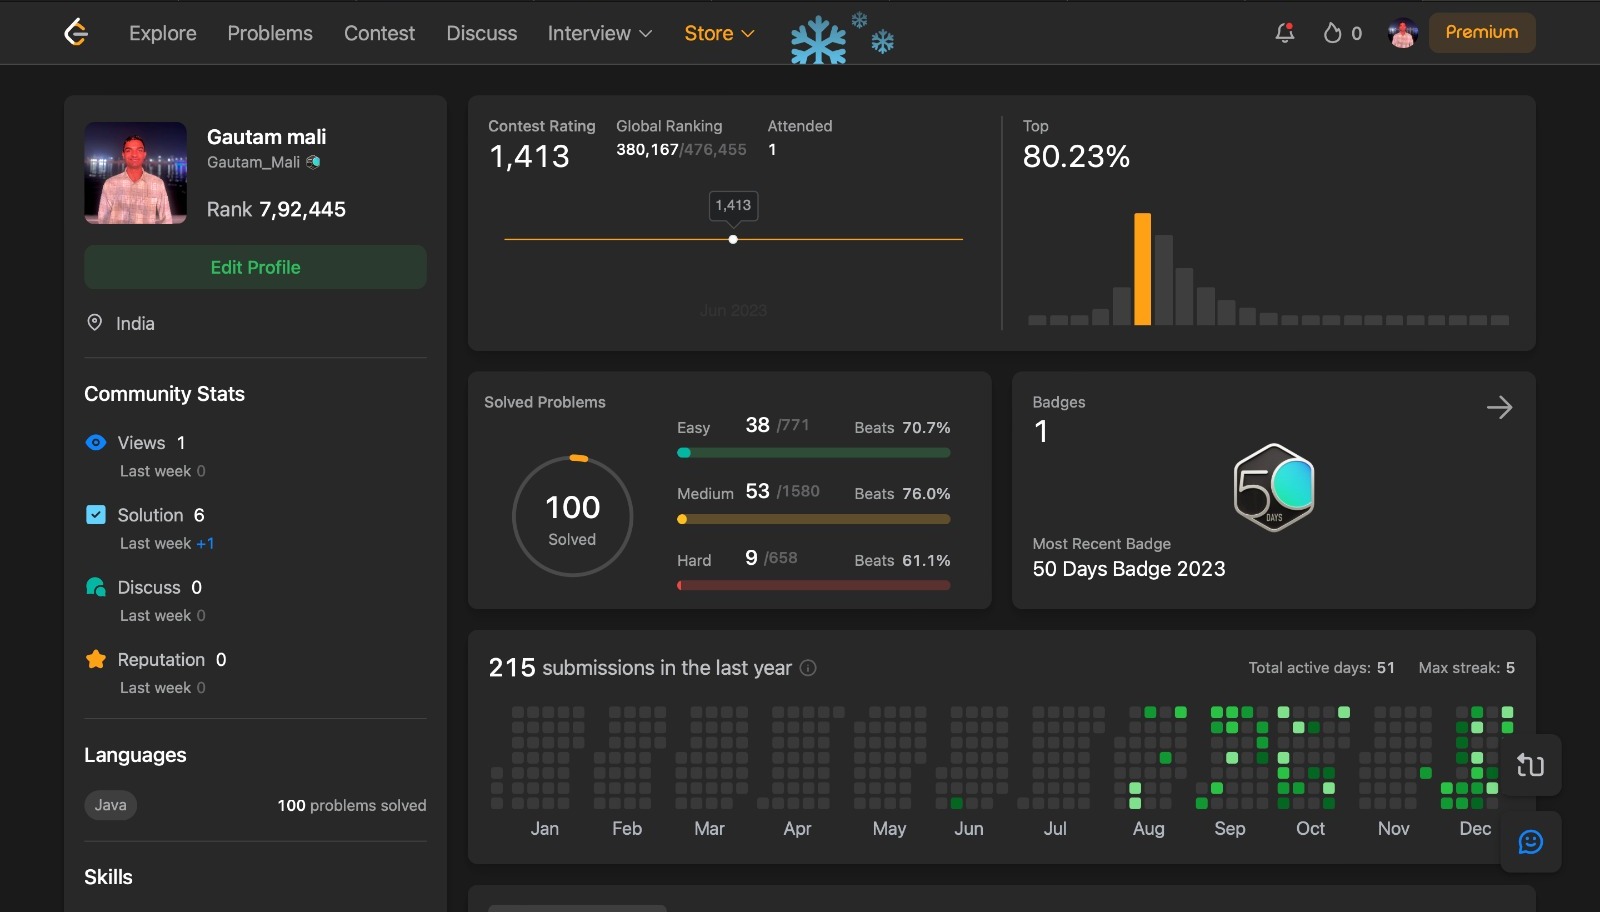 Explore Problems Contest Discuss Interview Store 0 Premium
Gautam mali
Gautam_Mali
Rank 7,92,445
Edit Profile
India
Community Stats
Views 1
Last week 0
Solution 6
Last week +1
Discuss 0
Last week 0
Reputation 0
Last week 0
Languages
Java 100 problems solved
Skills
Contest Rating
1,413
Global Ranking
380,167/476,455
Attended
1
1,413
Jun 2023
Top
80.23%
Solved Problems
100
Solved
Easy 38 /771 Beats 70.7%
Medium 53 /1580 Beats 76.0%
Hard 9 /658 Beats 61.1%
Badges
1
50
DAYS
Most Recent Badge
50 Days Badge 2023
215 submissions in the last year Total active days: 51 Max streak: 5
Jan Feb Mar Apr May Jun Jul Aug Sep Oct Nov Dec